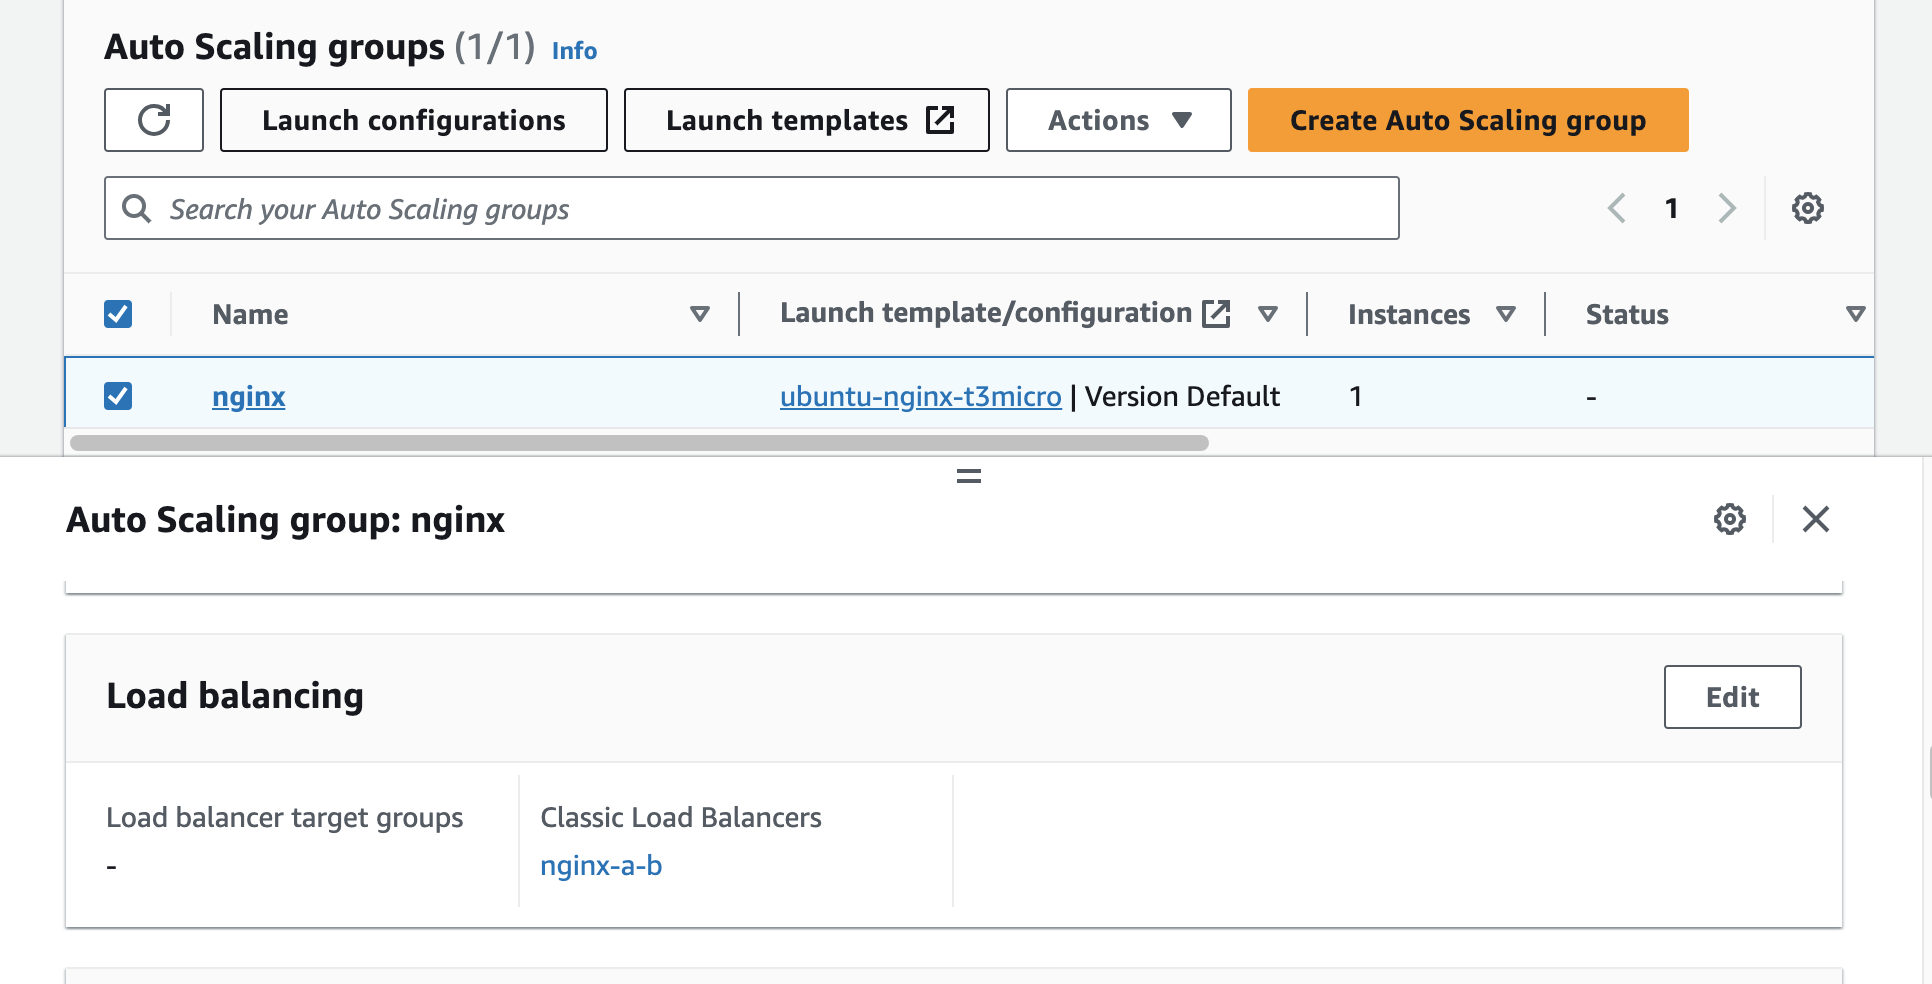 Auto Scaling groups (1/1) Info
Launch configurations Launch templates Actions Create Auto Scaling group
Search your Auto Scaling groups 1
Name Launch template/configuration Instances Status
nginx ubuntu-nginx-t3micro | Version Default 1 -
Auto Scaling group: nginx
Load balancing Edit
Load balancer target groups Classic Load Balancers
- nginx-a-b